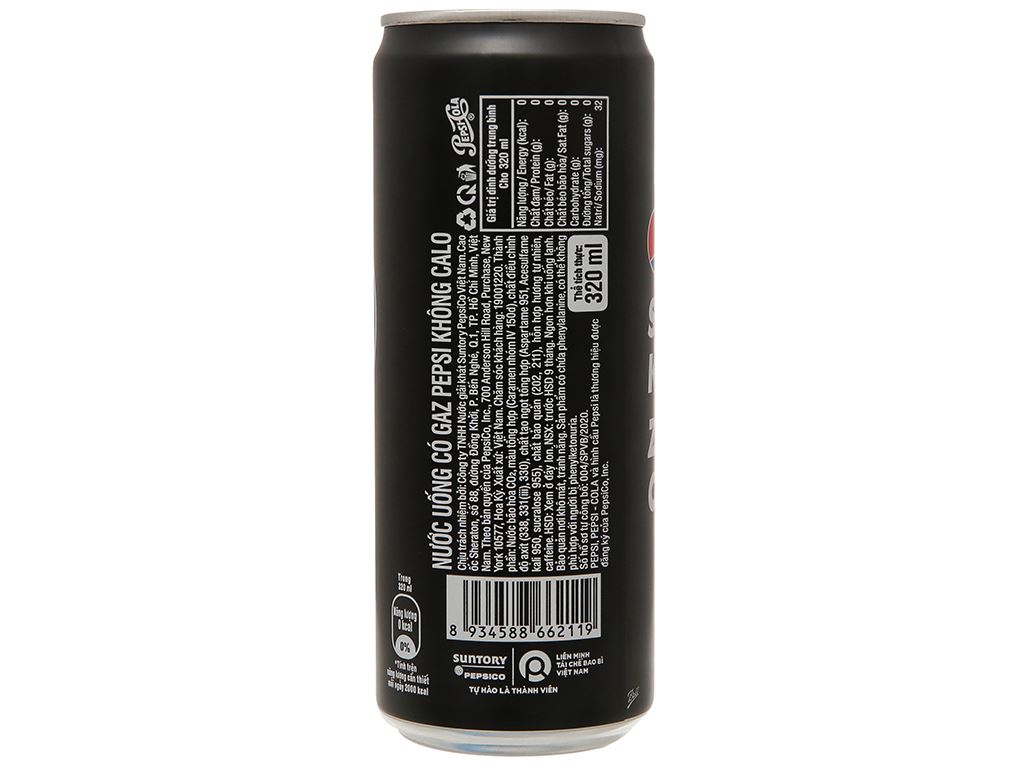 NƯỚC UỐNG CÓ GAZ PEPSI KHÔNG CALO
Chịu trách nhiệm bởi: Công ty TNHH Nước giải khát Suntory PepsiCo Việt Nam. Cao
ốc Sheraton, số 88, đường Đồng Khởi, P. Bến Nghé, Q.1, TP. Hồ Chí Minh, Việt
Nam. Theo bản quyền của PepsiCo, Inc., 700 Anderson Hill Road, Purchase, New
York 10577, Hoa Kỳ. Xuất xứ: Việt Nam. Chăm sóc khách hàng: 19001220. Thành
phần: Nước bão hòa CO₂, màu tổng hợp (Caramen nhóm IV 150d), chất điều chỉnh
độ axit (338, 331(iii), 330), chất tạo ngọt tổng hợp (Aspartame 951, Acesulfame
kali 950, sucralose 955), chất bảo quản (202, 211), hỗn hợp hương tự nhiên,
caffeine. HSD: Xem ở đáy lon. NSX: trước HSD 9 tháng. Ngon hơn khi uống lạnh.
Bảo quản nơi khô mát, tránh nắng. Sản phẩm có chứa phenylalanine, có thể không
phù hợp với người bị phenylketonuria.
Số hồ sơ tự công bố: 004/SPVB/2020.
PEPSI, PEPSI - COLA và hình cầu Pepsi là thương hiệu được
đăng ký của PepsiCo, Inc.
Thể tích thực:
320 ml
PEPSI-COLA ®
Giá trị dinh dưỡng trung bình
Cho 320 ml
Năng lượng / Energy (kcal): 0
Chất đạm/ Protein (g): 0
Chất béo/ Fat (g): 0
Chất béo bão hòa/ Sat.Fat (g): 0
Carbohydrate (g): 0
Đường tổng/Total sugars (g): 0
Natri/ Sodium (mg): 32
Trong
320 ml
Năng lượng
0 kcal
0%
*Tính trên
năng lượng cần thiết
mỗi ngày 2000 kcal
8 934588 662119
SUNTORY
PEPSICO
LIÊN MINH
TÁI CHẾ BAO BÌ
VIỆT NAM
TỰ HÀO LÀ THÀNH VIÊN